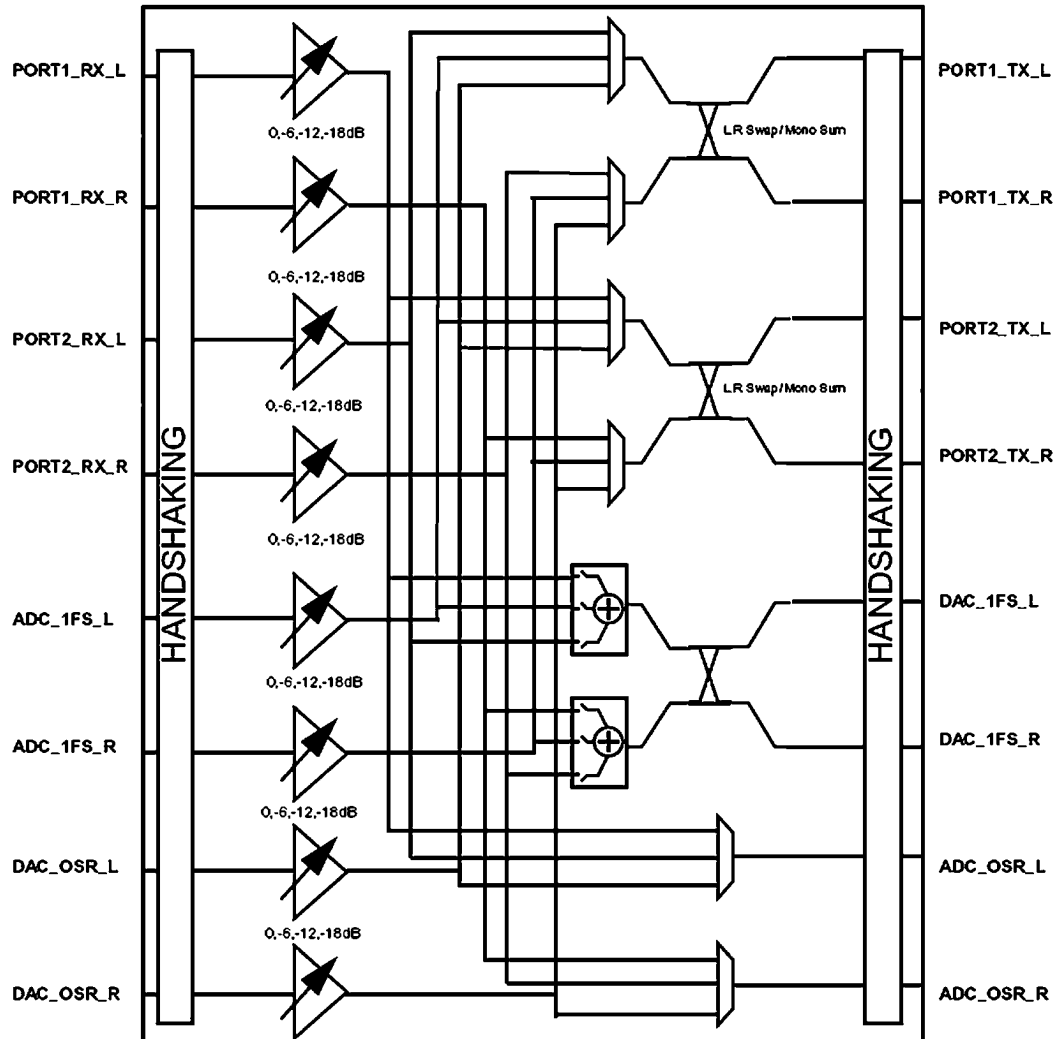 PORT1_RX_L
PORT1_RX_R
PORT2_RX_L
PORT2_RX_R
ADC_1FS_L
ADC_1FS_R
DAC_OSR_L
DAC_OSR_R
HANDSHAKING
0,-6,-12,-18dB
0,-6,-12,-18dB
0,-6,-12,-18dB
0,-6,-12,-18dB
0,-6,-12,-18dB
0,-6,-12,-18dB
0,-6,-12,-18dB
LR Swap/Mono Sum
LR Swap/Mono Sum
HANDSHAKING
PORT1_TX_L
PORT1_TX_R
PORT2_TX_L
PORT2_TX_R
DAC_1FS_L
DAC_1FS_R
ADC_OSR_L
ADC_OSR_R